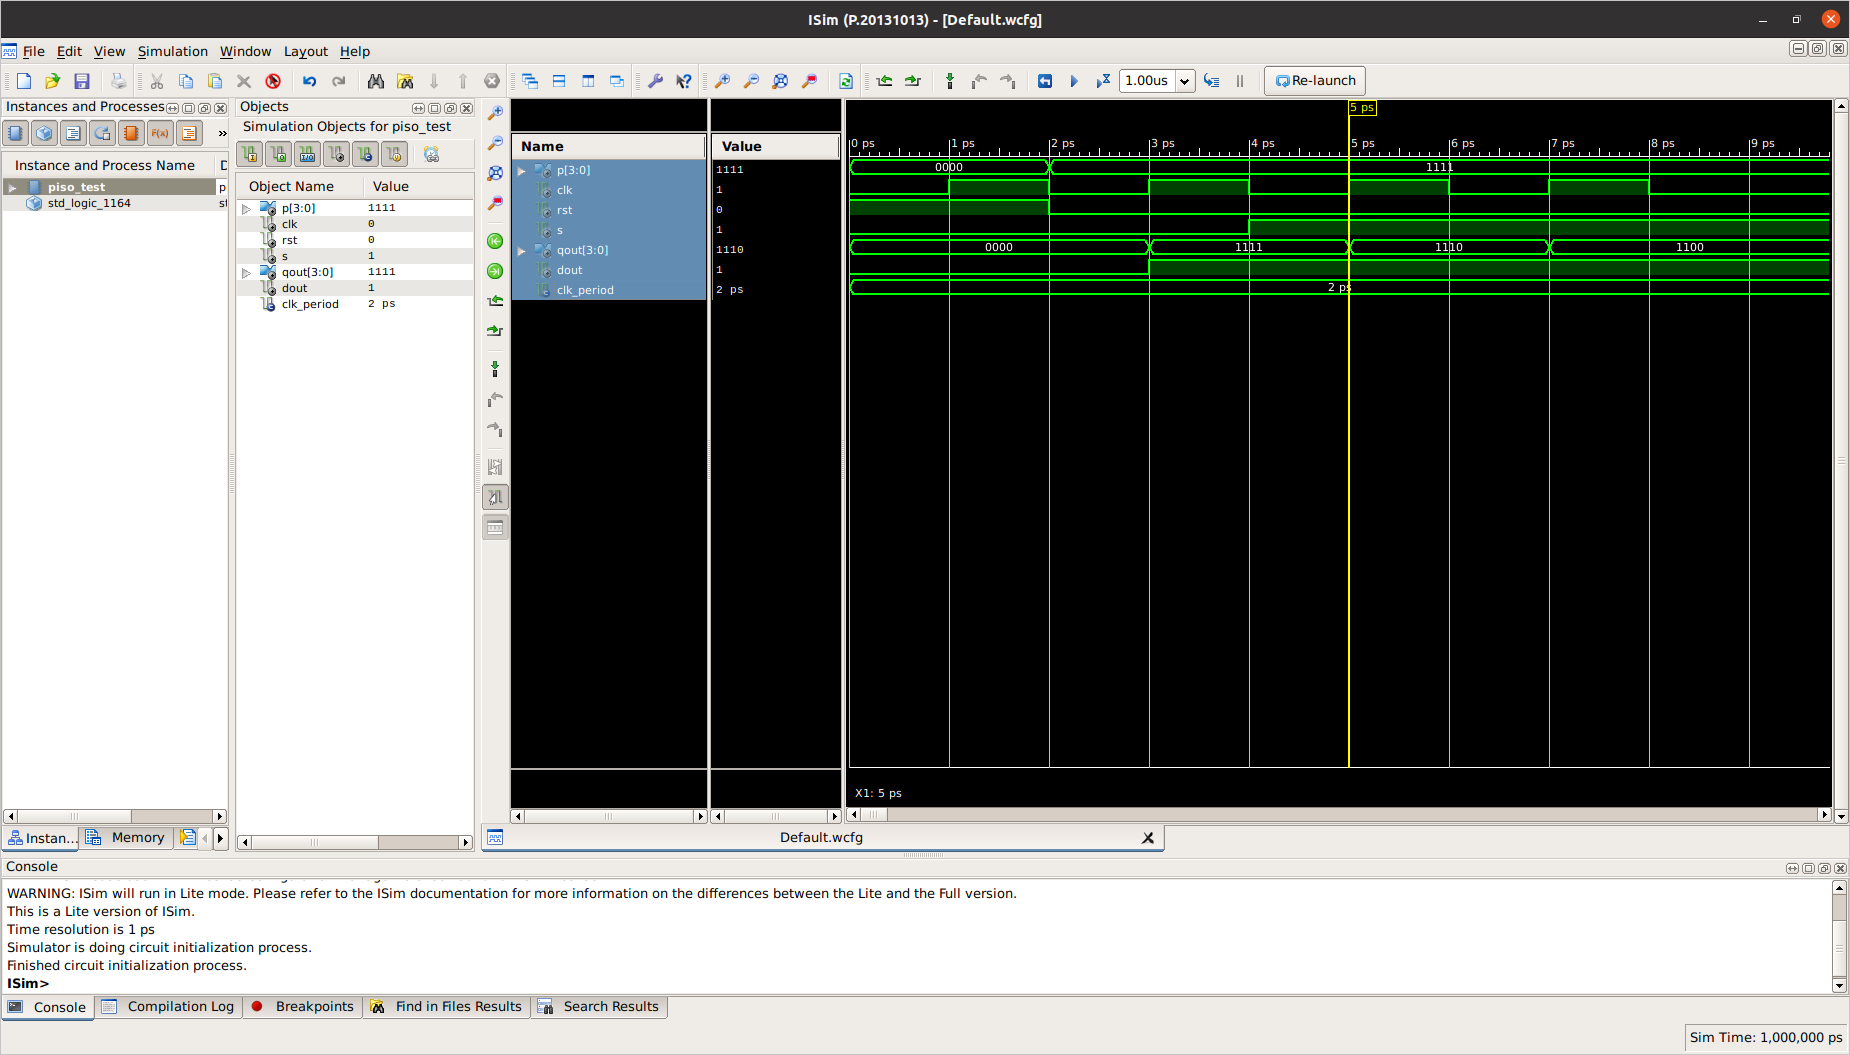 ISim (P.20131013) - [Default.wcfg]
File Edit View Simulation Window Layout Help
1.00us
Re-launch
Instances and Processes
»
Instance and Process Name D
piso_test p
std_logic_1164 st
Instan...
Memory
Objects
Simulation Objects for piso_test
Object Name Value
p[3:0] 1111
clk 0
rst 0
s 1
qout[3:0] 1111
dout 1
clk_period 2 ps
Name Value
p[3:0] 1111
clk 1
rst 0
s 1
qout[3:0] 1110
dout 1
clk_period 2 ps
5 ps
0 ps 1 ps 2 ps 3 ps 4 ps 5 ps 6 ps 7 ps 8 ps 9 ps
0000 1111
0000 1111 1110 1100
2 ps
X1: 5 ps
Default.wcfg
Console
WARNING: ISim will run in Lite mode. Please refer to the ISim documentation for more information on the differences between the Lite and the Full version.
This is a Lite version of ISim.
Time resolution is 1 ps
Simulator is doing circuit initialization process.
Finished circuit initialization process.
ISim>
Console Compilation Log Breakpoints Find in Files Results Search Results
Sim Time: 1,000,000 ps